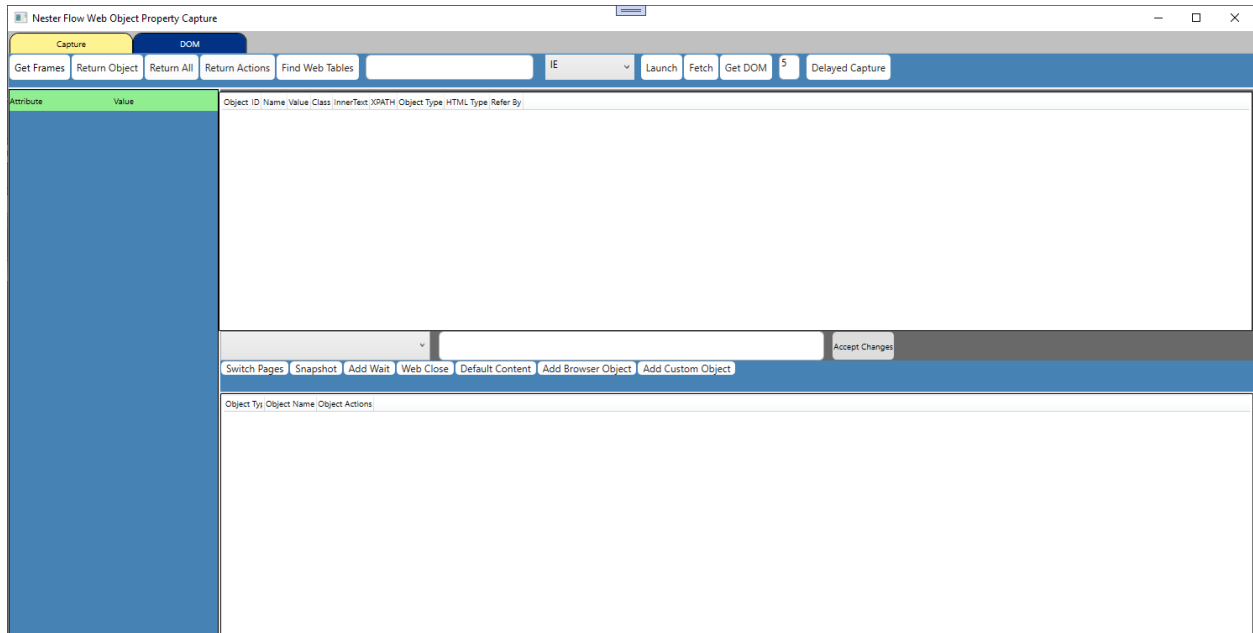 Nester Flow Web Object Property Capture
Capture DOM
Get Frames Return Object Return All Return Actions Find Web Tables IE Launch Fetch Get DOM 5 Delayed Capture
Attribute Value
Object ID Name Value Class InnerText XPATH Object Type HTML Type Refer By
Accept Changes
Switch Pages Snapshot Add Wait Web Close Default Content Add Browser Object Add Custom Object
Object Typ Object Name Object Actions